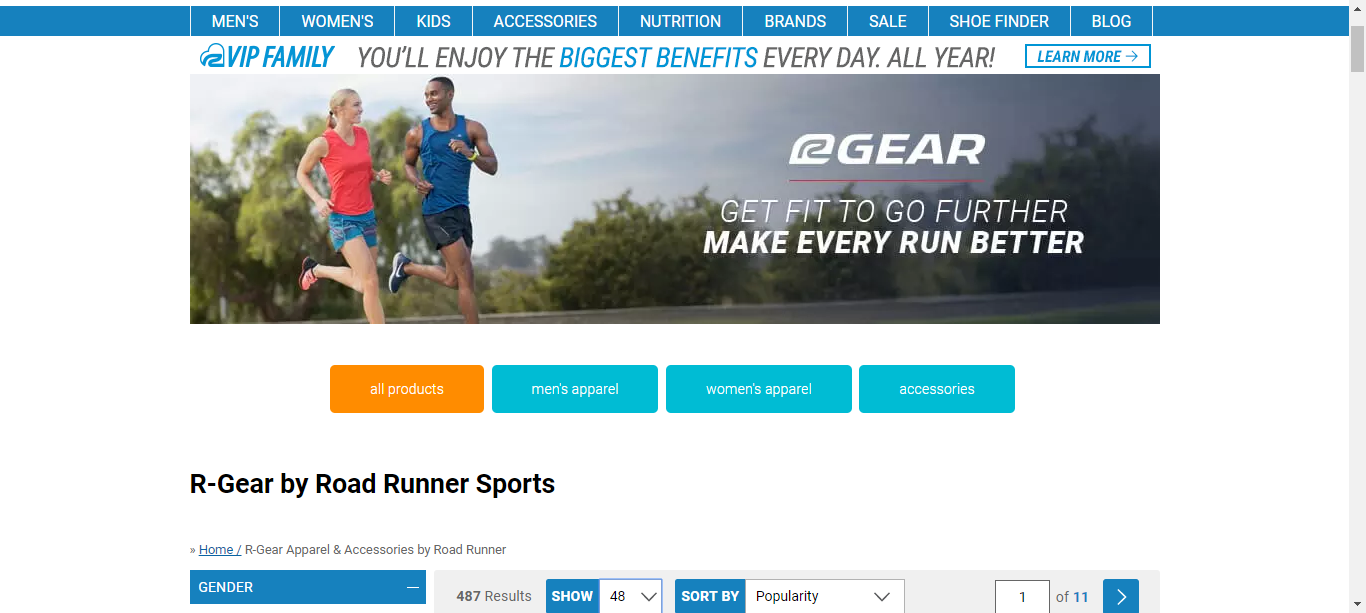 MEN'S WOMEN'S KIDS ACCESSORIES NUTRITION BRANDS SALE SHOE FINDER BLOG
VIP FAMILY YOU'LL ENJOY THE BIGGEST BENEFITS EVERY DAY. ALL YEAR! LEARN MORE →
GEAR
GET FIT TO GO FURTHER
MAKE EVERY RUN BETTER
all products men's apparel women's apparel accessories
R-Gear by Road Runner Sports
» Home / R-Gear Apparel & Accessories by Road Runner
GENDER
487 Results SHOW 48 SORT BY Popularity 1 of 11